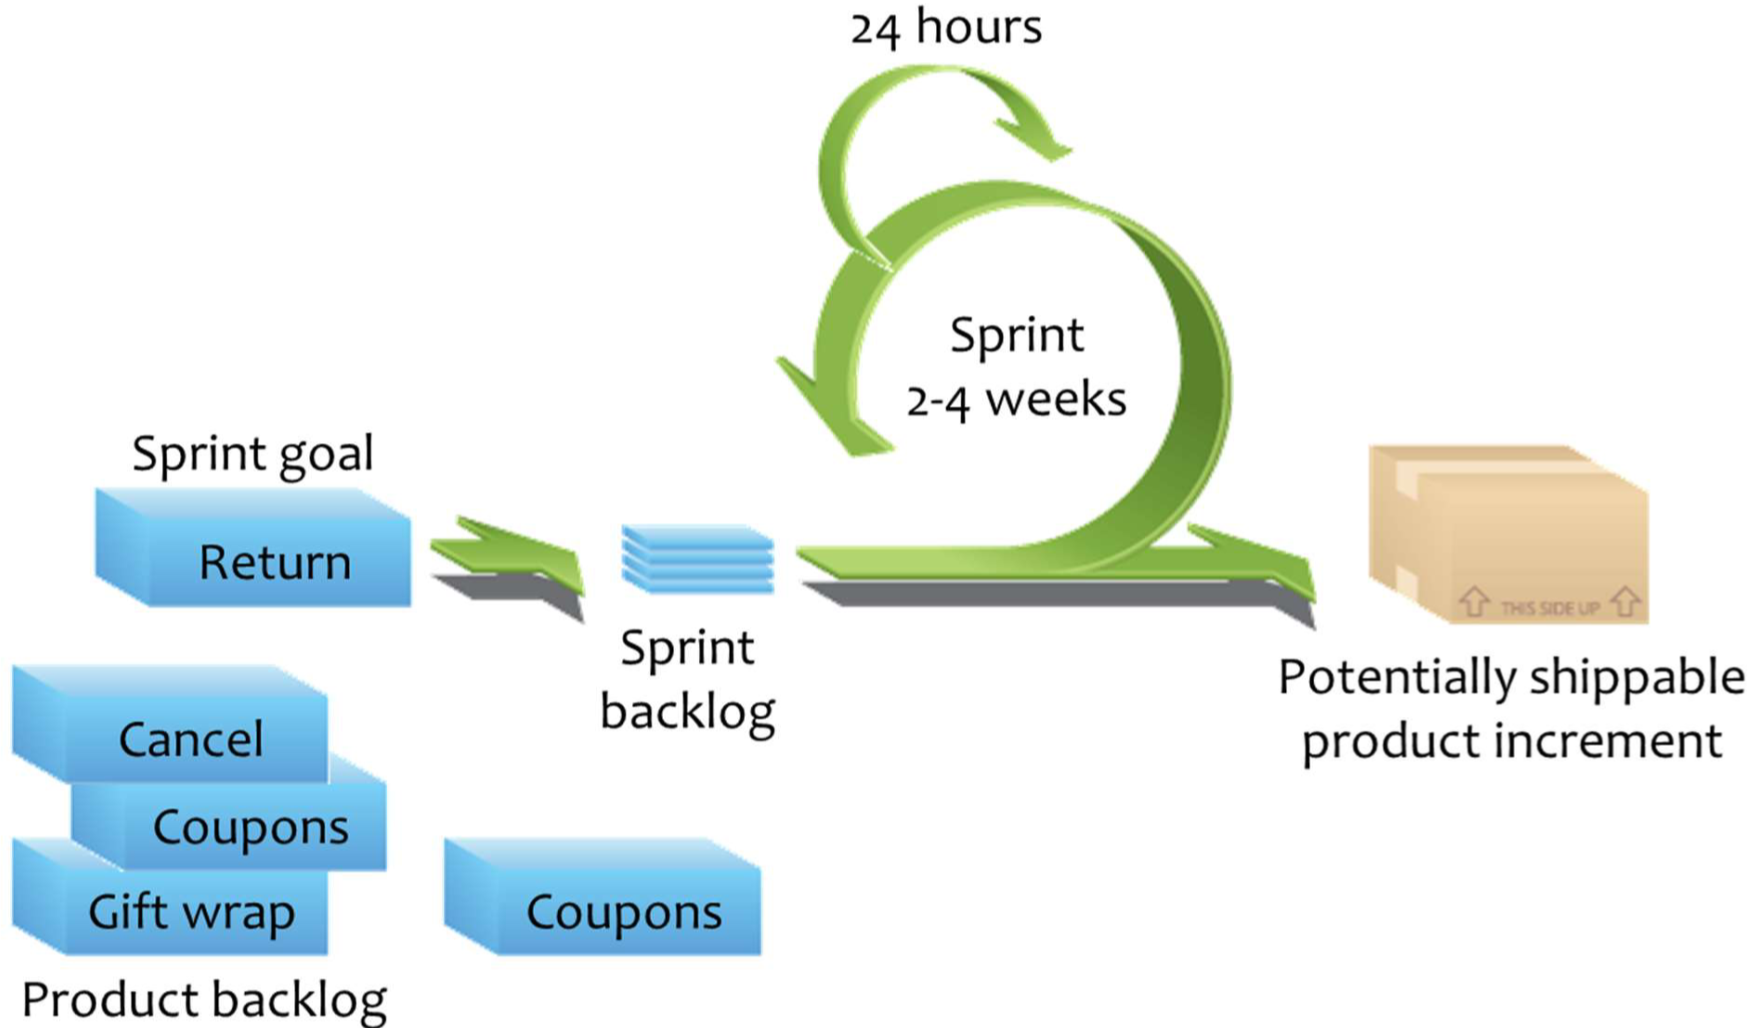 24 hours
Sprint
2-4 weeks
Sprint goal
Return
Sprint
backlog
THIS SIDE UP
Potentially shippable
product increment
Cancel
Coupons
Gift wrap
Coupons
Product backlog